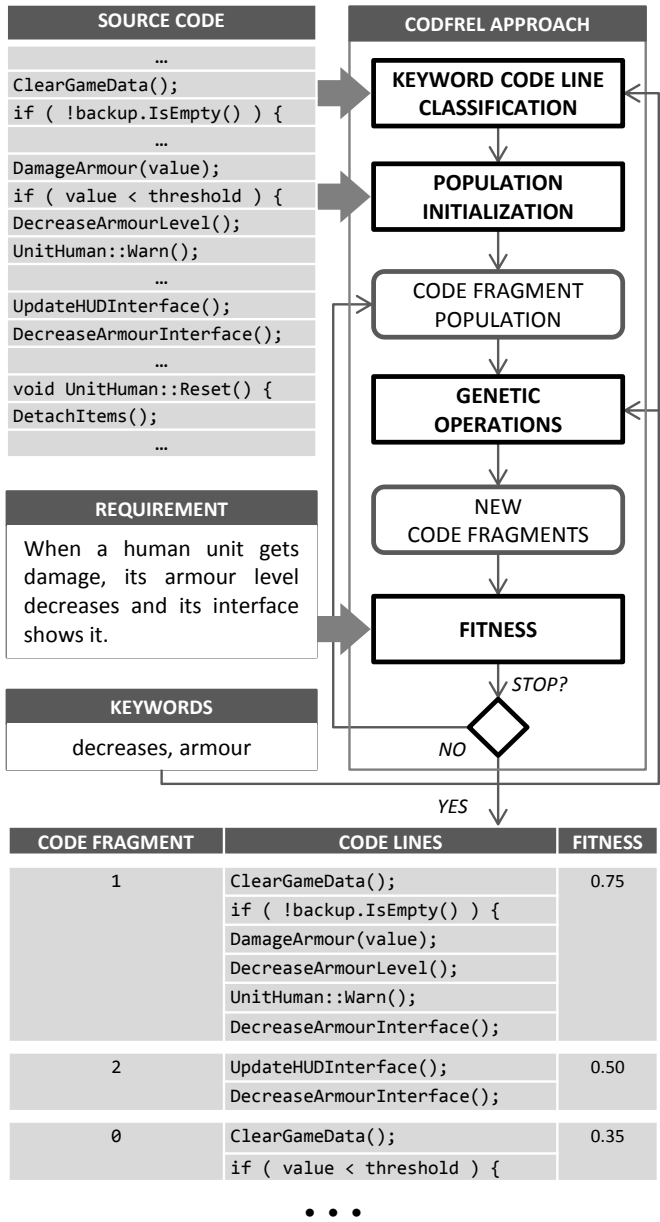 SOURCE CODE
…
ClearGameData();
if ( !backup.IsEmpty() ) {
…
DamageArmour(value);
if ( value < threshold ) {
DecreaseArmourLevel();
UnitHuman::Warn();
…
UpdateHUDInterface();
DecreaseArmourInterface();
…
void UnitHuman::Reset() {
DetachItems();
…
REQUIREMENT
When a human unit gets
damage, its armour level
decreases and its interface
shows it.
KEYWORDS
decreases, armour
CODFREL APPROACH
KEYWORD CODE LINE
CLASSIFICATION
POPULATION
INITIALIZATION
CODE FRAGMENT
POPULATION
GENETIC
OPERATIONS
NEW
CODE FRAGMENTS
FITNESS
STOP?
NO
YES
CODE FRAGMENT CODE LINES FITNESS
1 ClearGameData(); 0.75
if ( !backup.IsEmpty() ) {
DamageArmour(value);
DecreaseArmourLevel();
UnitHuman::Warn();
DecreaseArmourInterface();
2 UpdateHUDInterface(); 0.50
DecreaseArmourInterface();
0 ClearGameData(); 0.35
if ( value < threshold ) {
• • •